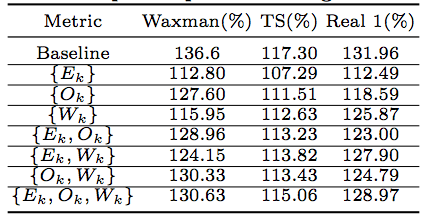 Metric Waxman(%) TS(%) Real 1(%)
Baseline 136.6 117.30 131.96
{E_k} 112.80 107.29 112.49
{O_k} 127.60 111.51 118.59
{W_k} 115.95 112.63 125.87
{E_k, O_k} 128.96 113.23 123.00
{E_k, W_k} 124.15 113.82 127.90
{O_k, W_k} 130.33 113.43 124.79
{E_k, O_k, W_k} 130.63 115.06 128.97